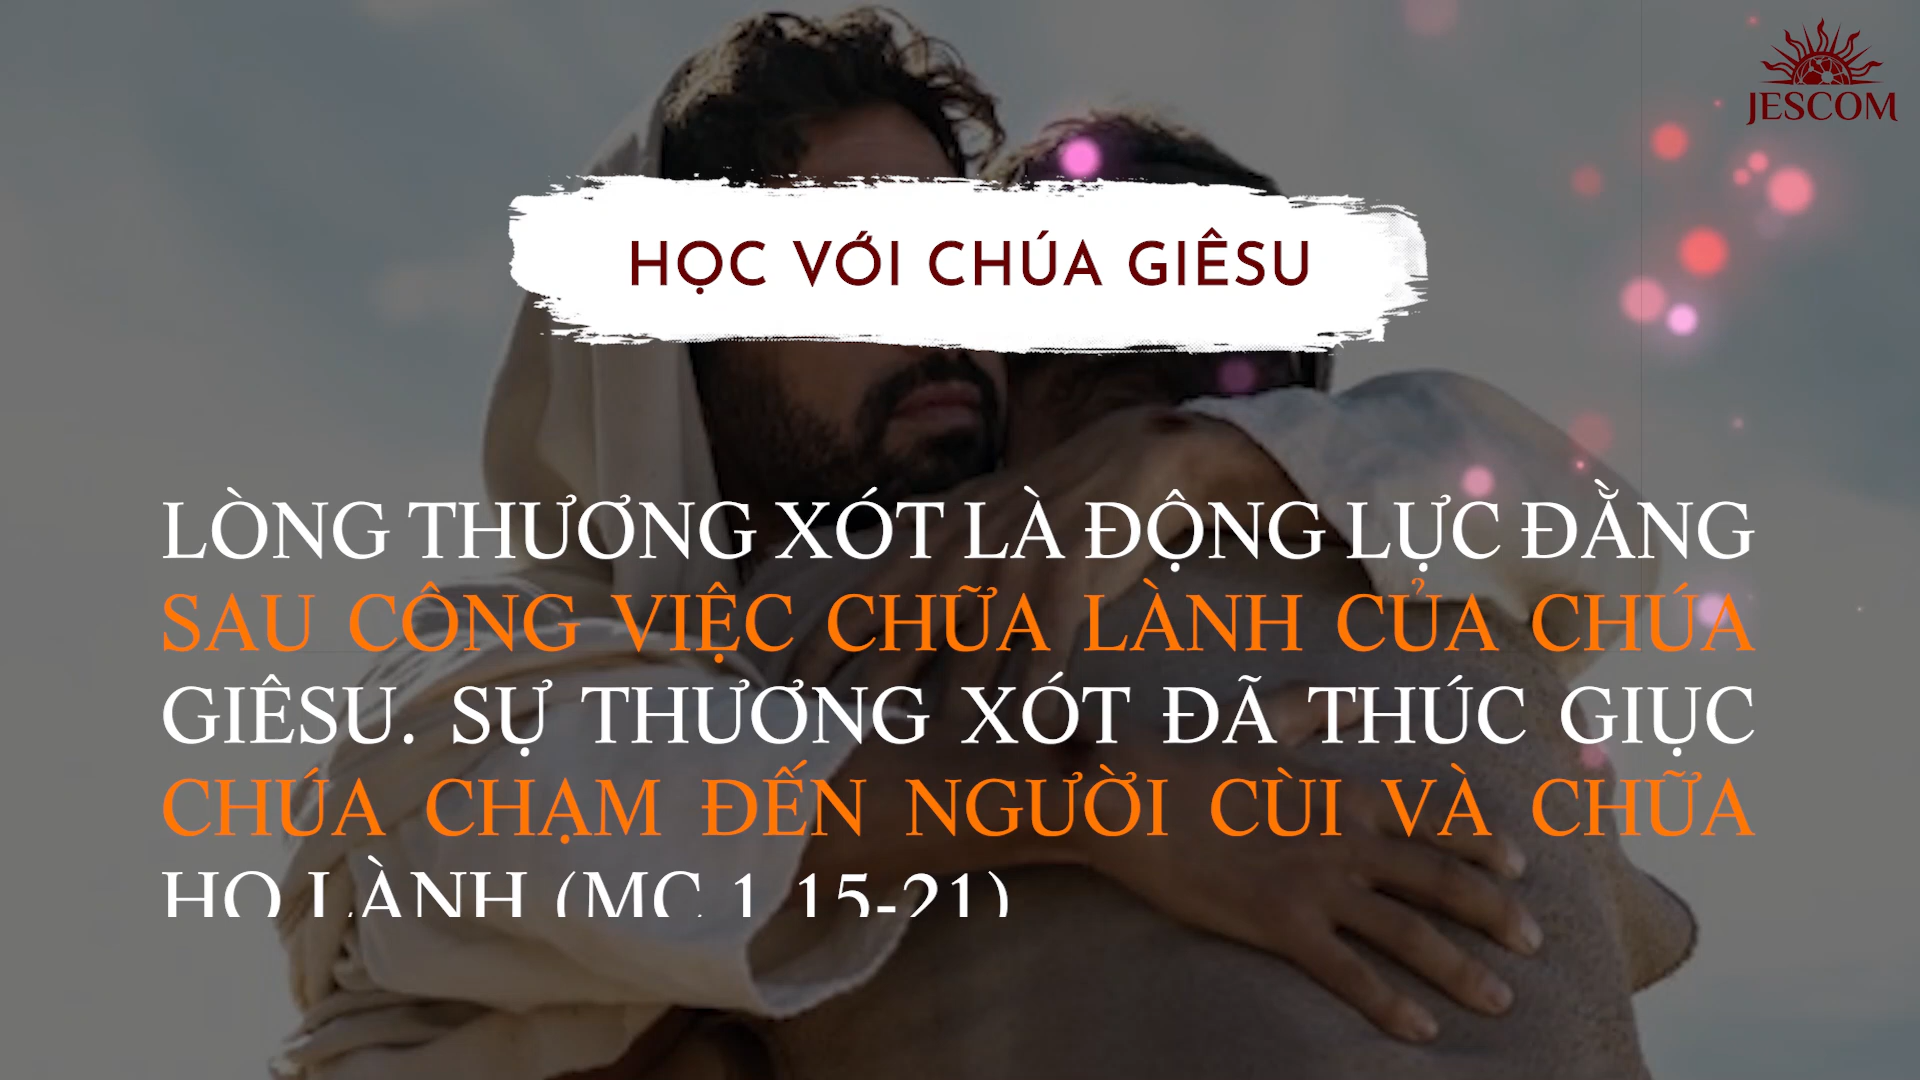 JESCOM
HỌC VỚI CHÚA GIÊSU
LÒNG THƯƠNG XÓT LÀ ĐỘNG LỰC ĐẰNG
SAU CÔNG VIỆC CHỮA LÀNH CỦA CHÚA
GIÊSU. SỰ THƯƠNG XÓT ĐÃ THÚC GIỤC
CHÚA CHẠM ĐẾN NGƯỜI CÙI VÀ CHỮA
HỌ LÀNH (MC 1, 15-21)